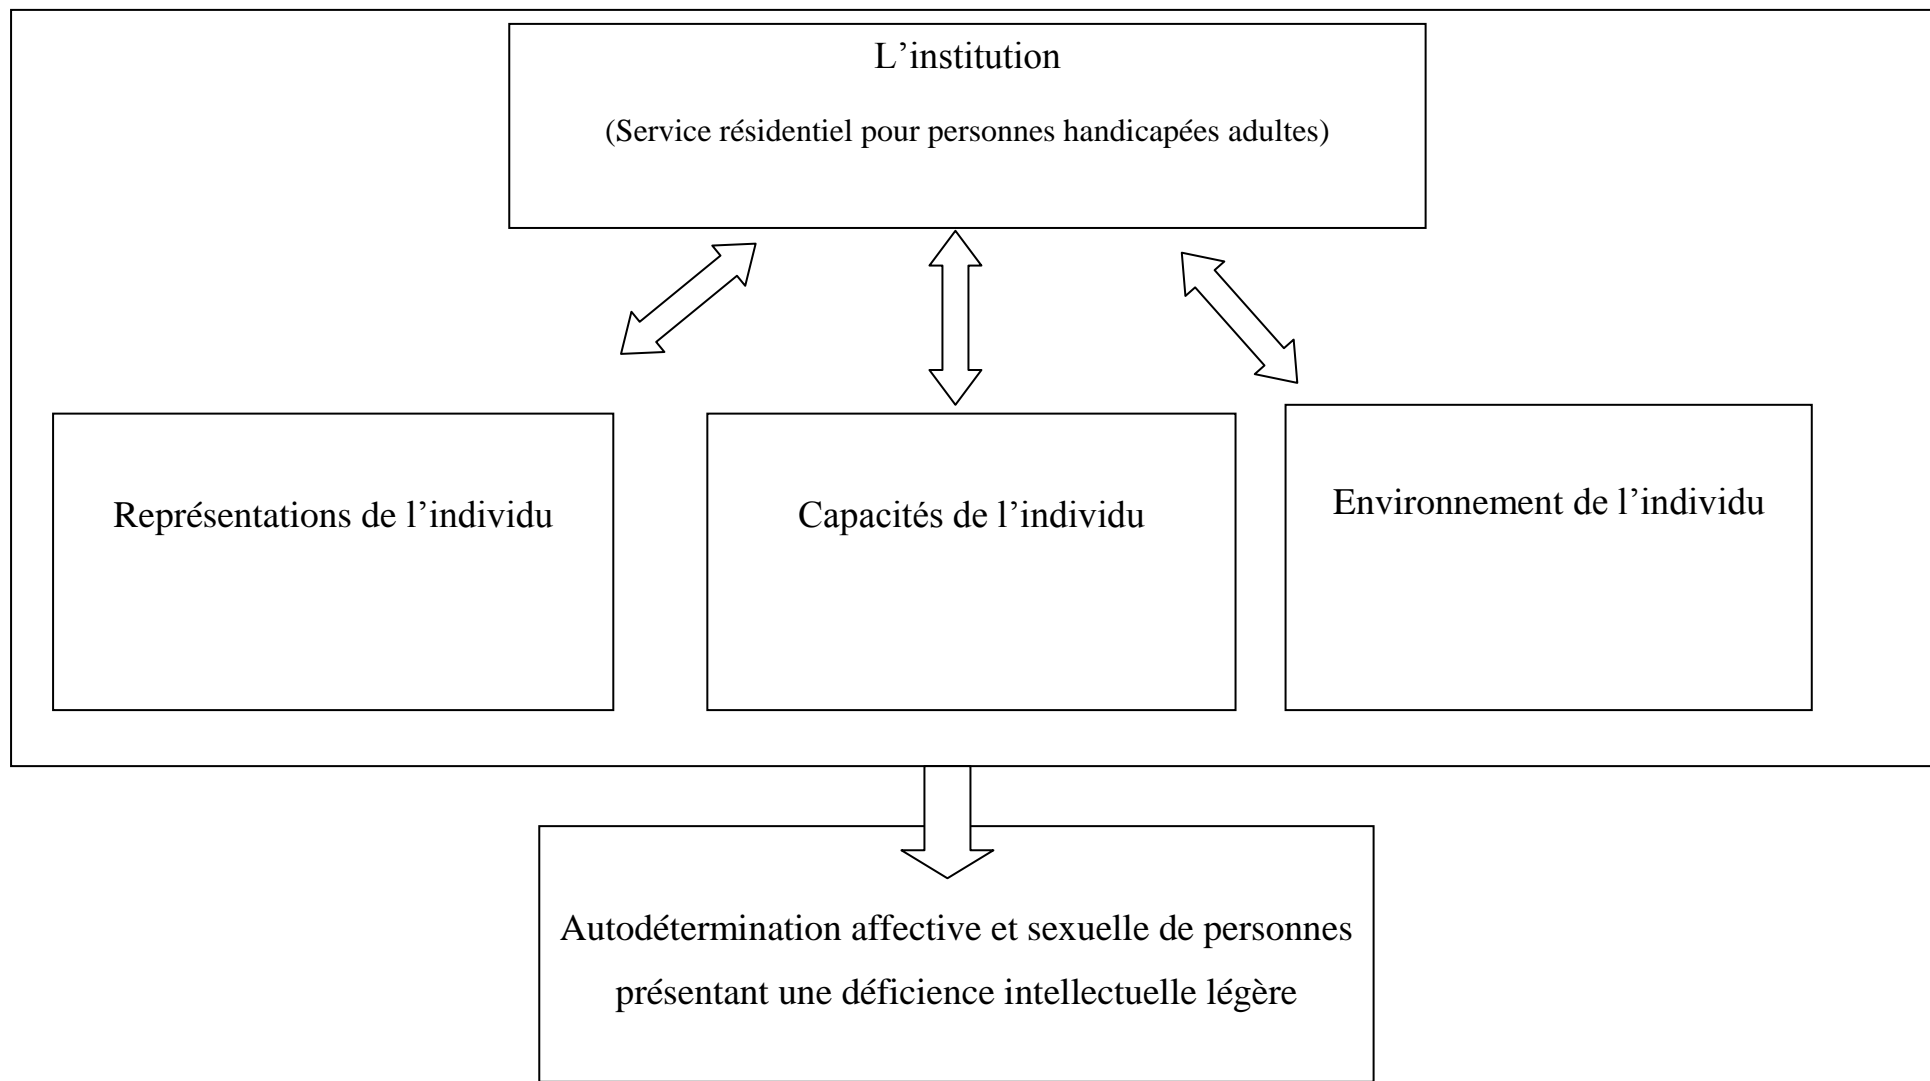 L’institution
(Service résidentiel pour personnes handicapées adultes)
Représentations de l’individu
Capacités de l’individu
Environnement de l’individu
Autodétermination affective et sexuelle de personnes
présentant une déficience intellectuelle légère